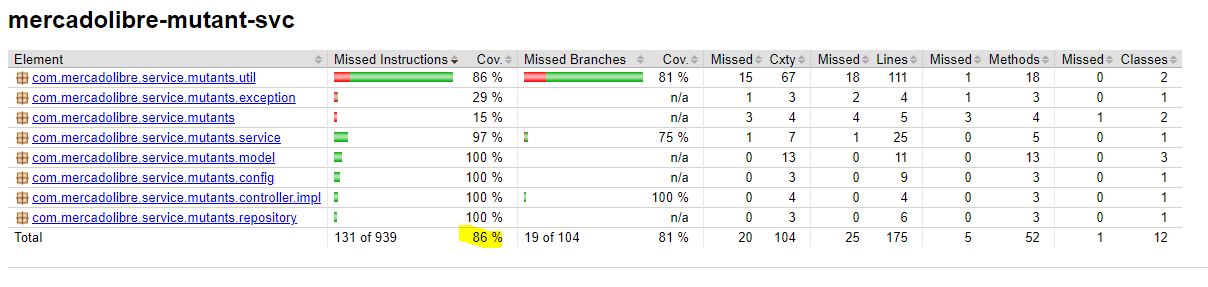 mercadolibre-mutant-svc
Element Missed Instructions Cov. Missed Branches Cov. Missed Cxty Missed Lines Missed Methods Missed Classes
com.mercadolibre.service.mutants.util 86 % 81 % 15 67 18 111 1 18 0 2
com.mercadolibre.service.mutants.exception 29 % n/a 1 3 2 4 1 3 0 1
com.mercadolibre.service.mutants 15 % n/a 3 4 4 5 3 4 1 2
com.mercadolibre.service.mutants.service 97 % 75 % 1 7 1 25 0 5 0 1
com.mercadolibre.service.mutants.model 100 % n/a 0 13 0 11 0 13 0 3
com.mercadolibre.service.mutants.config 100 % n/a 0 3 0 9 0 3 0 1
com.mercadolibre.service.mutants.controller.impl 100 % 100 % 0 4 0 4 0 3 0 1
com.mercadolibre.service.mutants.repository 100 % n/a 0 3 0 6 0 3 0 1
Total 131 of 939 86 % 19 of 104 81 % 20 104 25 175 5 52 1 12